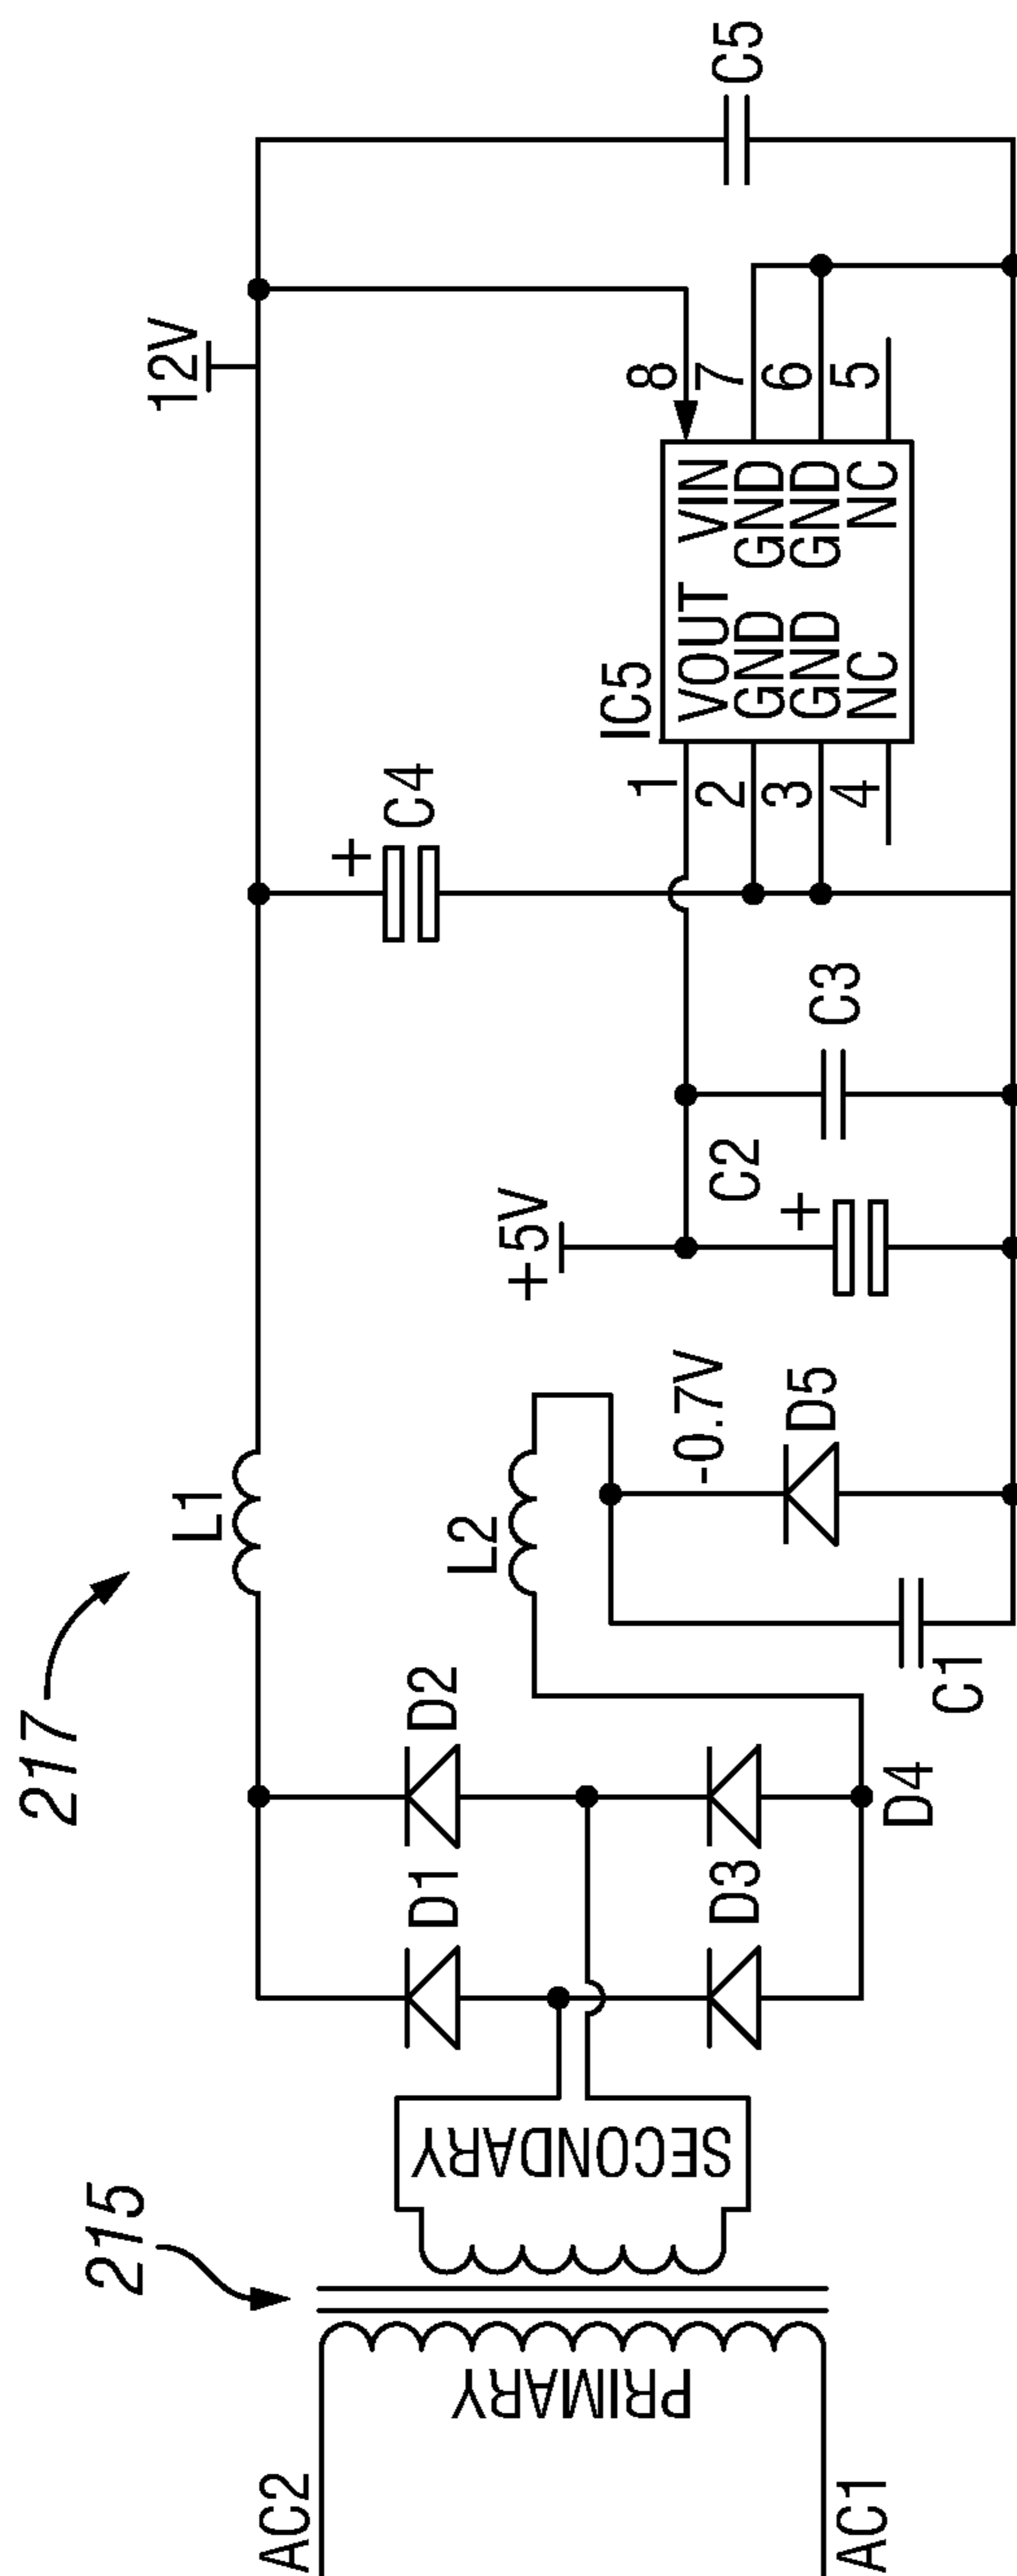 215
217
AC2
AC1
PRIMARY
SECONDARY
D1
D2
D3
D4
L1
L2
C1
-0.7V
D5
+5V
C2
+
C3
+
C4
12V
IC5
1
2
3
4
VOUT VIN
GND GND
GND GND
NC NC
8
7
6
5
C5